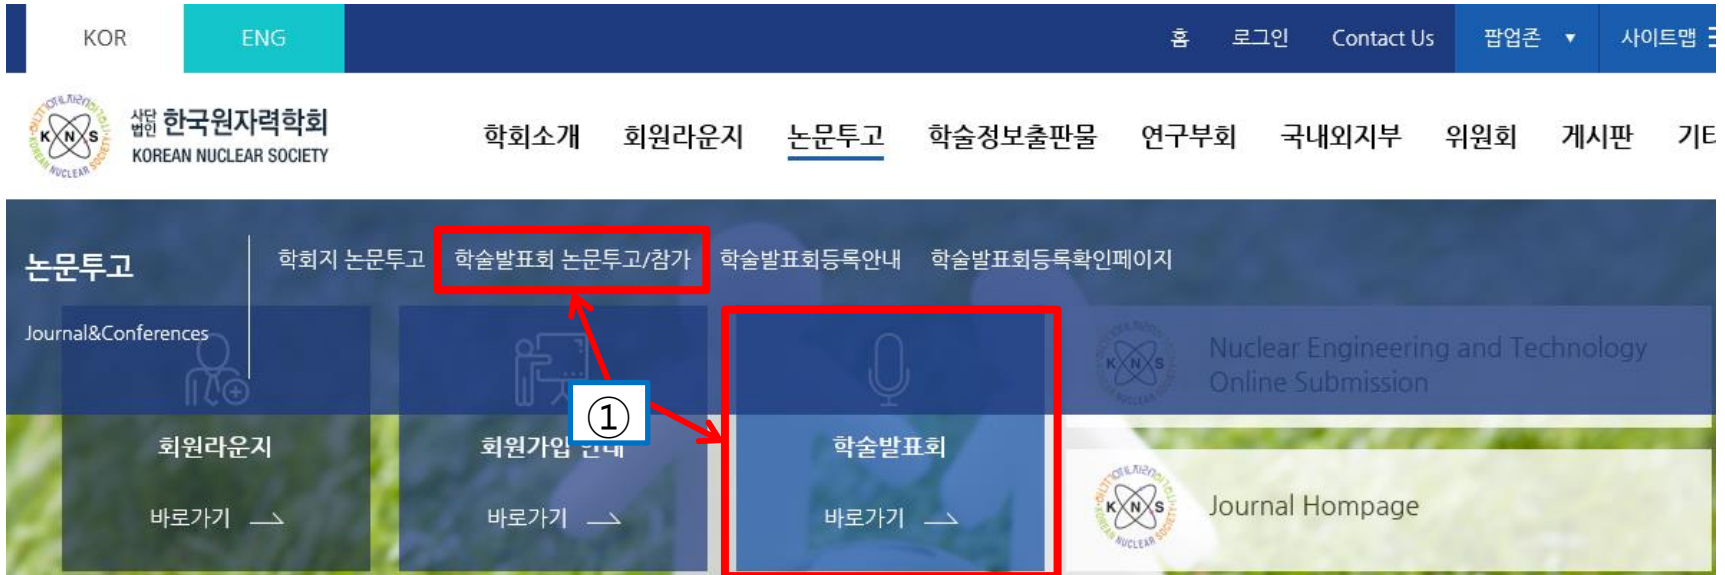 KOR
ENG
홈
로그인
Contact Us
팝업존
사이트맵
사단법인 한국원자력학회
KOREAN NUCLEAR SOCIETY
학회소개
회원라운지
논문투고
학술정보출판물
연구부회
국내외지부
위원회
게시판
논문투고
Journal&Conferences
학회지 논문투고
학술발표회 논문투고/참가
학술발표회등록안내
학술발표회등록확인페이지
①
회원라운지
바로가기
회원가입 안내
바로가기
학술발표회
바로가기
KNS
Nuclear Engineering and Technology
Online Submission
KNS
Journal Hompage